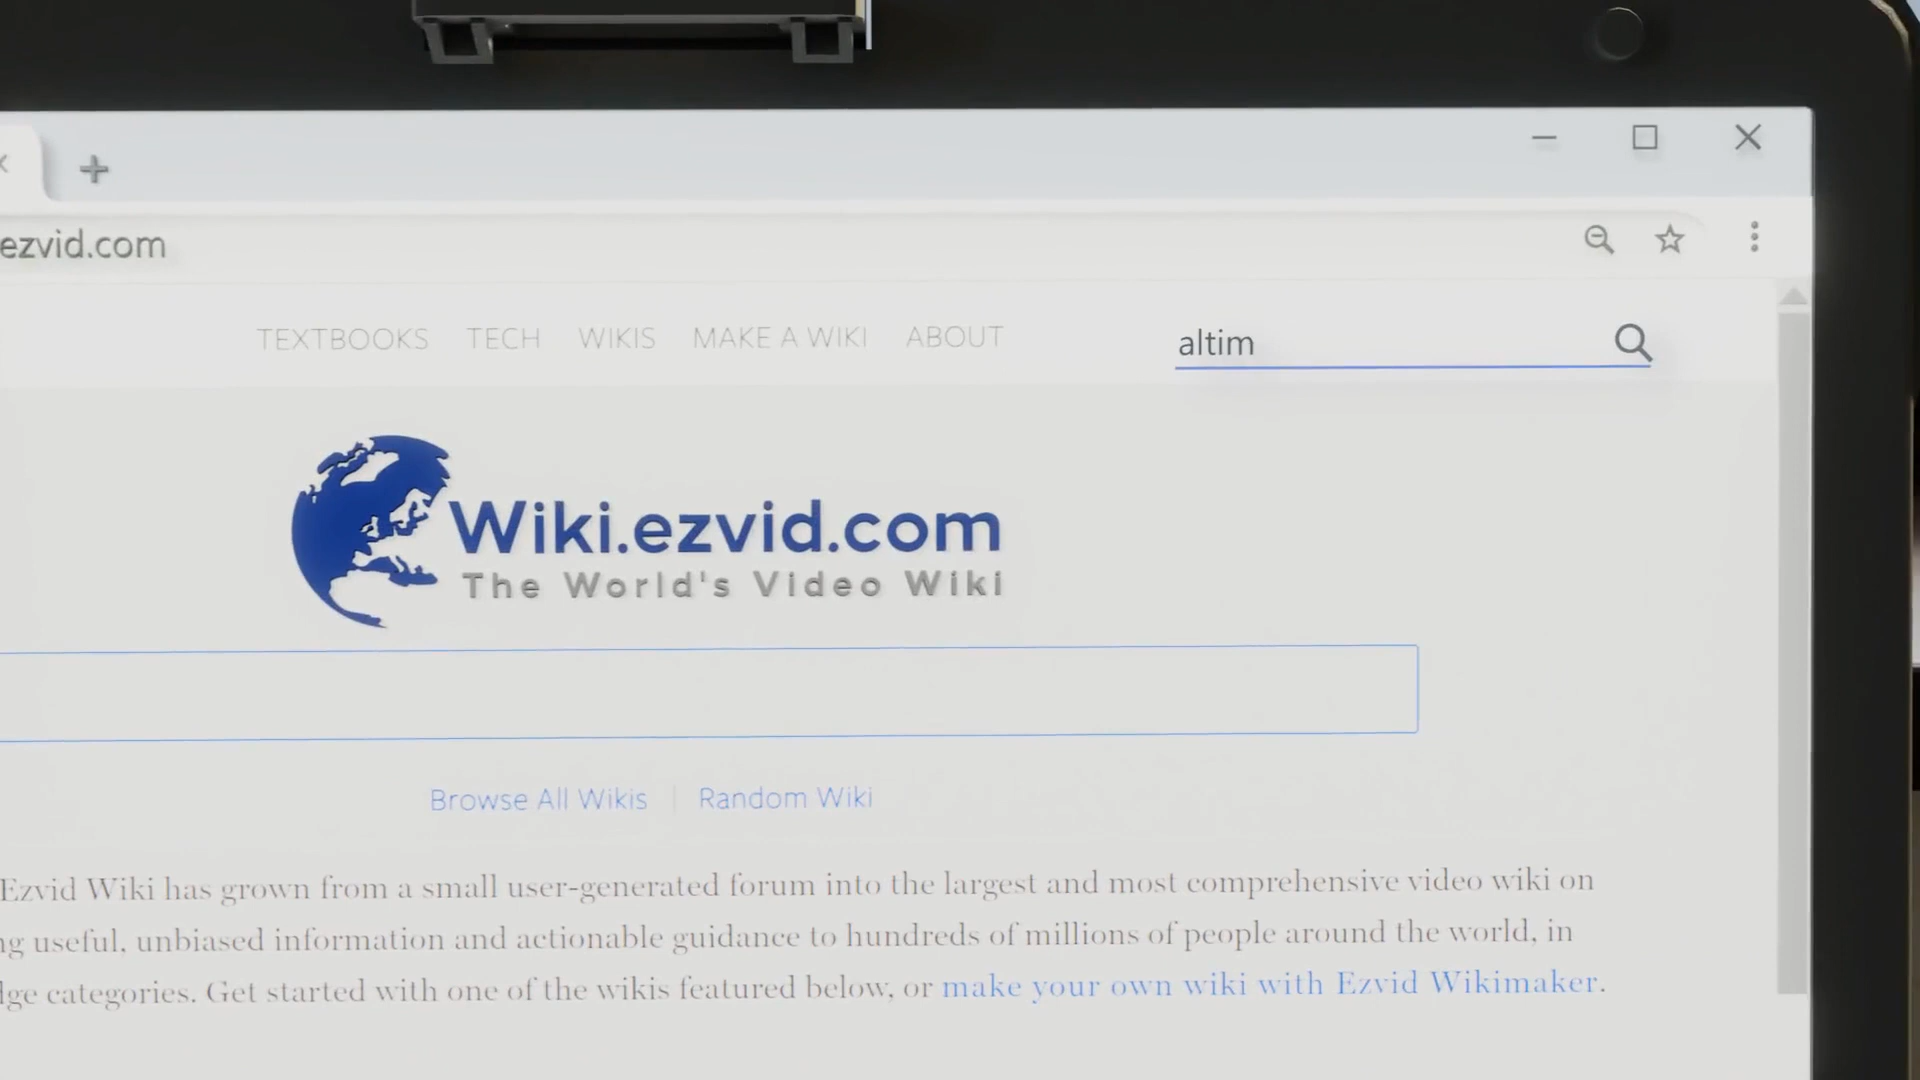 ezvid.com
TEXTBOOKS TECH WIKIS MAKE A WIKI ABOUT
altim
Wiki.ezvid.com
The World's Video Wiki
Browse All Wikis | Random Wiki
Ezvid Wiki has grown from a small user-generated forum into the largest and most comprehensive video wiki on
useful, unbiased information and actionable guidance to hundreds of millions of people around the world, in
categories. Get started with one of the wikis featured below, or make your own wiki with Ezvid Wikimaker.